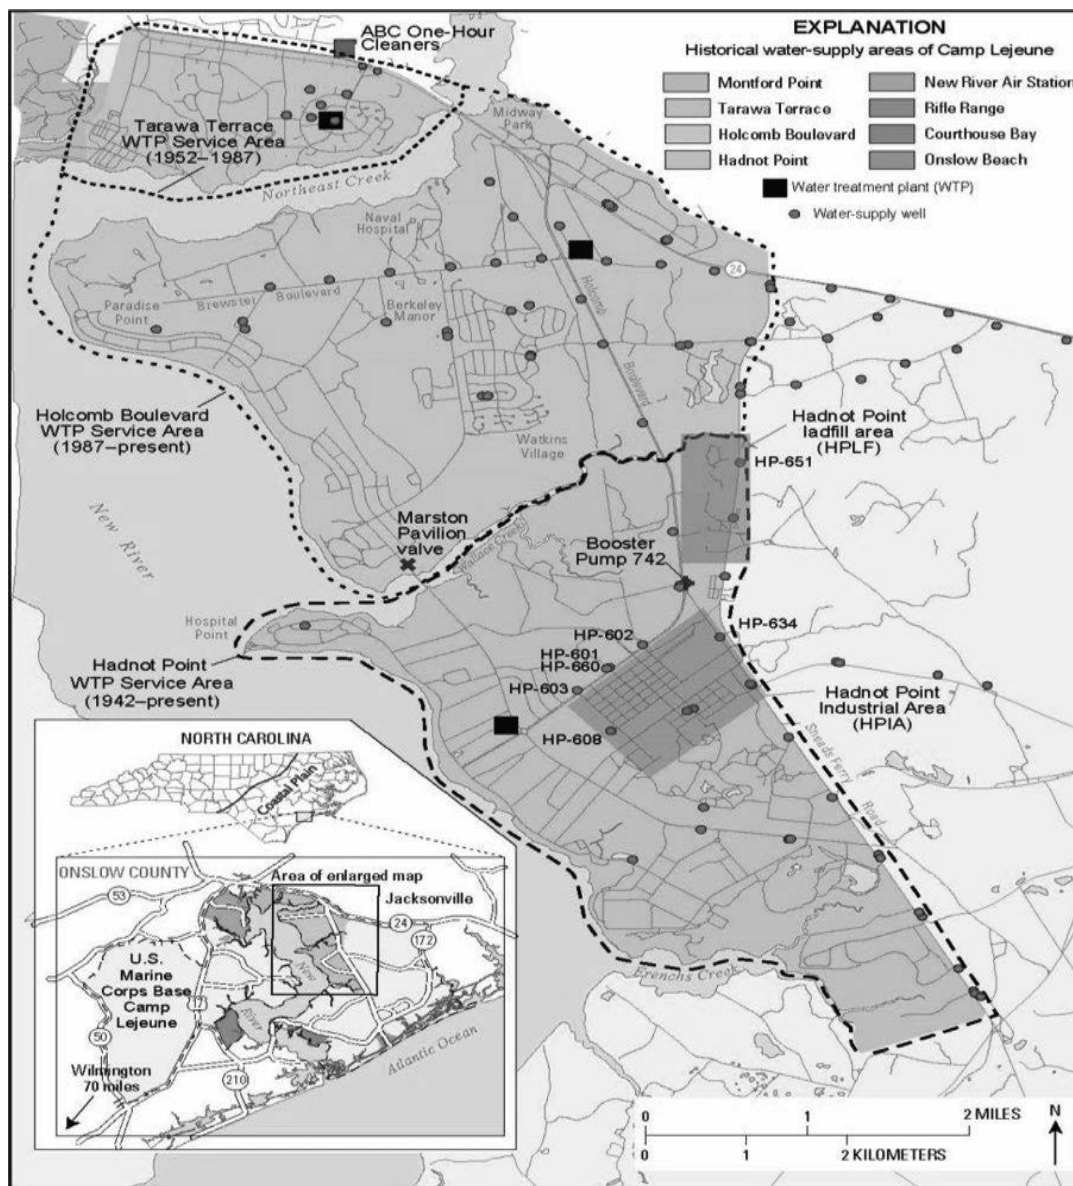 ABC One-Hour
Cleaners
EXPLANATION
Historical water-supply areas of Camp Lejeune
Montford Point
Tarawa Terrace
Holcomb Boulevard
Hadnot Point
New River Air Station
Rifle Range
Courthouse Bay
Onslow Beach
Water treatment plant (WTP)
Water-supply well
Tarawa Terrace
WTP Service Area
(1952–1987)
Midway
Park
Northeast Creek
Naval
Hospital
24
Holcomb
Boulevard
Paradise
Point
Brewster
Boulevard
Berkeley
Manor
Holcomb Boulevard
WTP Service Area
(1987–present)
Watkins
Village
Hadnot Point
ladfill area
(HPLF)
HP-651
New River
Marston
Pavilion
valve
Wallace Creek
Booster
Pump 742
Hospital
Point
HP-634
HP-602
HP-601
HP-660
HP-603
HP-608
Hadnot Point
WTP Service Area
(1942–present)
Hadnot Point
Industrial Area
(HPIA)
Sneads Ferry
Road
Frenchs Creek
NORTH CAROLINA
Coastal Plain
ONSLOW COUNTY
Area of enlarged map
Jacksonville
53
24
172
U.S.
Marine
Corps Base
Camp
Lejeune
17
New
River
50
210
Atlantic Ocean
Wilmington
70 miles
0 1 2 MILES
0 1 2 KILOMETERS
N